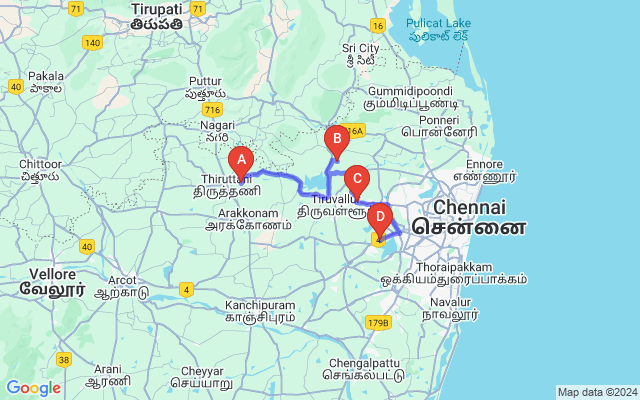 71
Tirupati
తిరుపతి
71
16
Pulicat Lake
புலிகாட் லேக்
140
Sri City
శ్రీ సిటీ
Pakala
పాకాల
40
Puttur
పుత్తూరు
Gummidipoondi
கும்மிடிப்பூண்டி
716
Ponneri
பொன்னேரி
Nagari
నగరి
16A
B
Chittoor
చిత్తూరు
A
Ennore
எண்ணூர்
Thiruttani
திருத்தணி
C
40
Tiruvallur
திருவள்ளூர்
Chennai
சென்னை
Arakkonam
அரக்கோணம்
D
4
Vellore
வேலூர்
Arcot
ஆற்காடு
4
Thoraipakkam
ஒக்கியம்துரைப்பாக்கம்
Kanchipuram
காஞ்சிபுரம்
Navalur
நாவலூர்
179B
38
Arani
ஆரணி
Cheyyar
செய்யாறு
Chengalpattu
செங்கல்பட்டு
Google
Map data ©2024